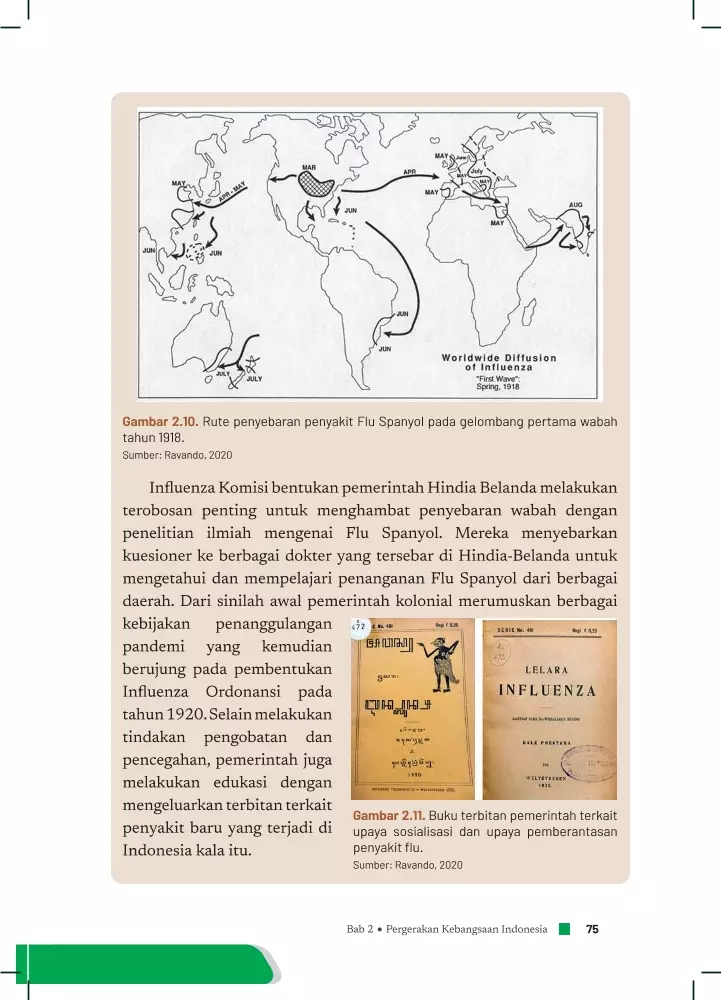 MAR
MAY
APR - MAY
JUN
JUN
JUN
APR
MAY
June
July
MAY
MAY
MAY
MAY
AUG
JUN
JUN
JULY
JULY
Worldwide Diffusion
of Influenza
"First Wave":
Spring, 1918
Gambar 2.10. Rute penyebaran penyakit Flu Spanyol pada gelombang pertama wabah
tahun 1918.
Sumber: Ravando, 2020
Influenza Komisi bentukan pemerintah Hindia Belanda melakukan
terobosan penting untuk menghambat penyebaran wabah dengan
penelitian ilmiah mengenai Flu Spanyol. Mereka menyebarkan
kuesioner ke berbagai dokter yang tersebar di Hindia-Belanda untuk
mengetahui dan mempelajari penanganan Flu Spanyol dari berbagai
daerah. Dari sinilah awal pemerintah kolonial merumuskan berbagai
kebijakan penanggulangan
pandemi yang kemudian
berujung pada pembentukan
Influenza Ordonansi pada
tahun 1920. Selain melakukan
tindakan pengobatan dan
pencegahan, pemerintah juga
melakukan edukasi dengan
mengeluarkan terbitan terkait
penyakit baru yang terjadi di
Indonesia kala itu.
472
No. 481
Regi f 0,25
1920
SERIE No. 481
Regi f 0,25
LELARA
INFLUENZA
BALE POESTAKA
WELTEVREDEN
1920
Gambar 2.11. Buku terbitan pemerintah terkait
upaya sosialisasi dan upaya pemberantasan
penyakit flu.
Sumber: Ravando, 2020
Bab 2 • Pergerakan Kebangsaan Indonesia
75